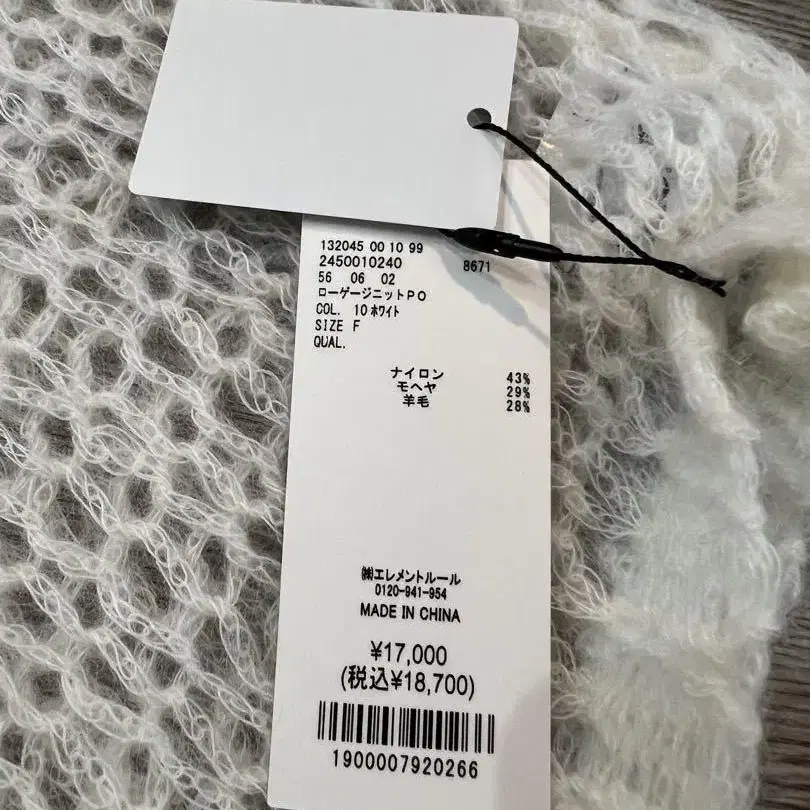 132045 00 10 99
2450010240 8671
56 06 02
ローゲージニットPO
COL. 10 ホワイト
SIZE F
QUAL.
ナイロン 43%
モヘヤ 29%
羊毛 28%
㈱エレメントルール
0120-941-954
MADE IN CHINA
¥17,000
(税込¥18,700)
1900007920266